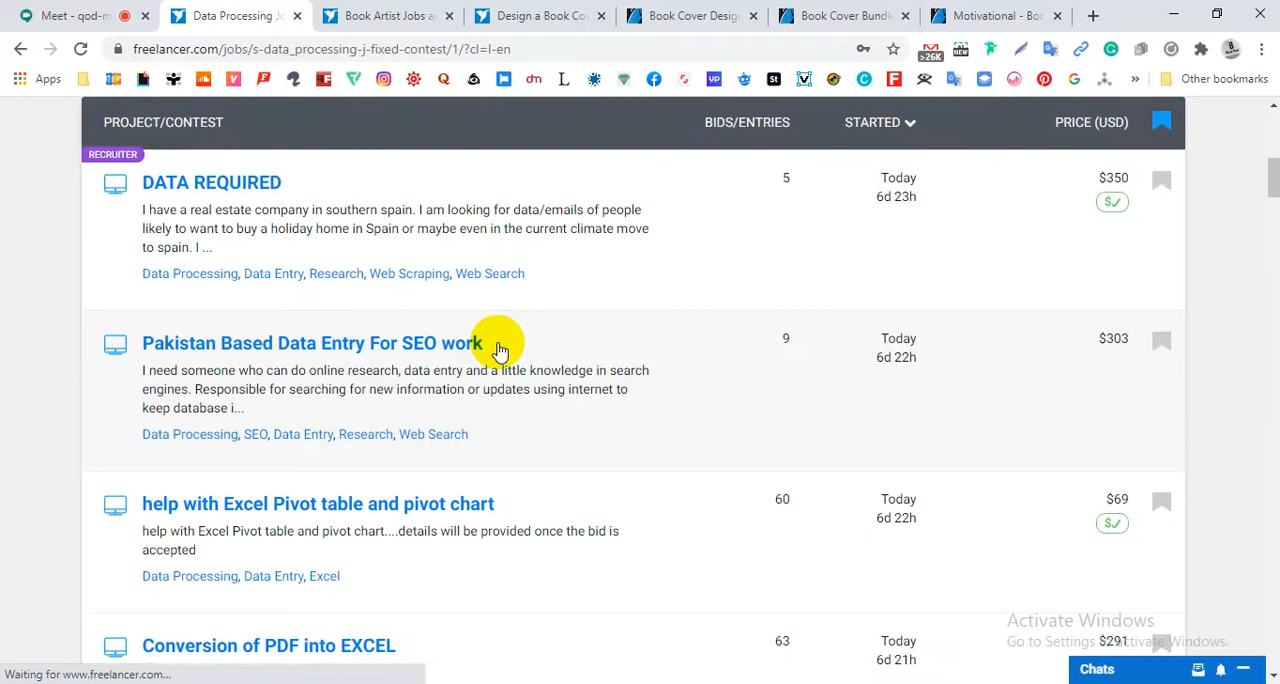 Meet - qod-m
Data Processing Jo
Book Artist Jobs a
Design a Book Co
Book Cover Desig
Book Cover Bundl
Motivational - Bo
freelancer.com/jobs/s-data_processing-j-fixed-contest/1/?cl=l-en
>26K
NEW
Apps
Other bookmarks
PROJECT/CONTEST
BIDS/ENTRIES
STARTED
PRICE (USD)
RECRUITER
DATA REQUIRED
5
Today
$350
6d 23h
I have a real estate company in southern spain. I am looking for data/emails of people
likely to want to buy a holiday home in Spain or maybe even in the current climate move
to spain. I ...
Data Processing, Data Entry, Research, Web Scraping, Web Search
Pakistan Based Data Entry For SEO work
9
Today
$303
6d 22h
I need someone who can do online research, data entry and a little knowledge in search
engines. Responsible for searching for new information or updates using internet to
keep database i...
Data Processing, SEO, Data Entry, Research, Web Search
help with Excel Pivot table and pivot chart
60
Today
$69
6d 22h
help with Excel Pivot table and pivot chart....details will be provided once the bid is
accepted
Data Processing, Data Entry, Excel
Conversion of PDF into EXCEL
63
Today
$291
6d 21h
Activate Windows
Go to Settings to activate Windows.
Chats
Waiting for www.freelancer.com...